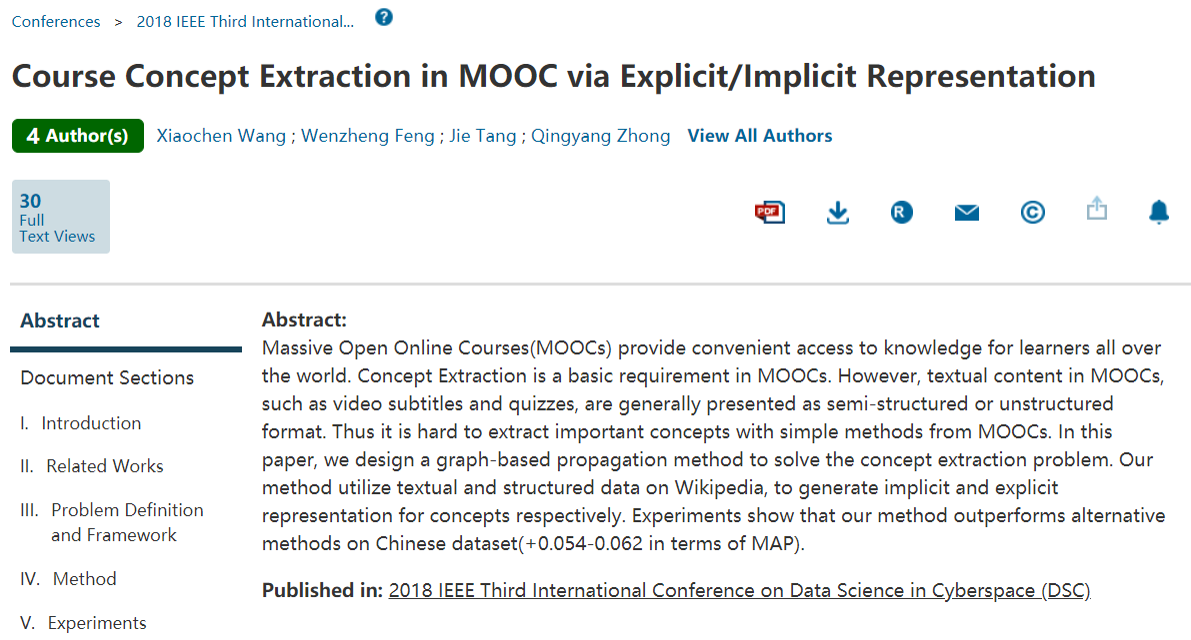 Conferences > 2018 IEEE Third International... ?
Course Concept Extraction in MOOC via Explicit/Implicit Representation
4 Author(s) Xiaochen Wang ; Wenzheng Feng ; Jie Tang ; Qingyang Zhong View All Authors
30
Full
Text Views
PDF R C
Abstract
Document Sections
I. Introduction
II. Related Works
III. Problem Definition
and Framework
IV. Method
V. Experiments
Abstract:
Massive Open Online Courses(MOOCs) provide convenient access to knowledge for learners all over
the world. Concept Extraction is a basic requirement in MOOCs. However, textual content in MOOCs,
such as video subtitles and quizzes, are generally presented as semi-structured or unstructured
format. Thus it is hard to extract important concepts with simple methods from MOOCs. In this
paper, we design a graph-based propagation method to solve the concept extraction problem. Our
method utilize textual and structured data on Wikipedia, to generate implicit and explicit
representation for concepts respectively. Experiments show that our method outperforms alternative
methods on Chinese dataset(+0.054-0.062 in terms of MAP).
Published in: 2018 IEEE Third International Conference on Data Science in Cyberspace (DSC)